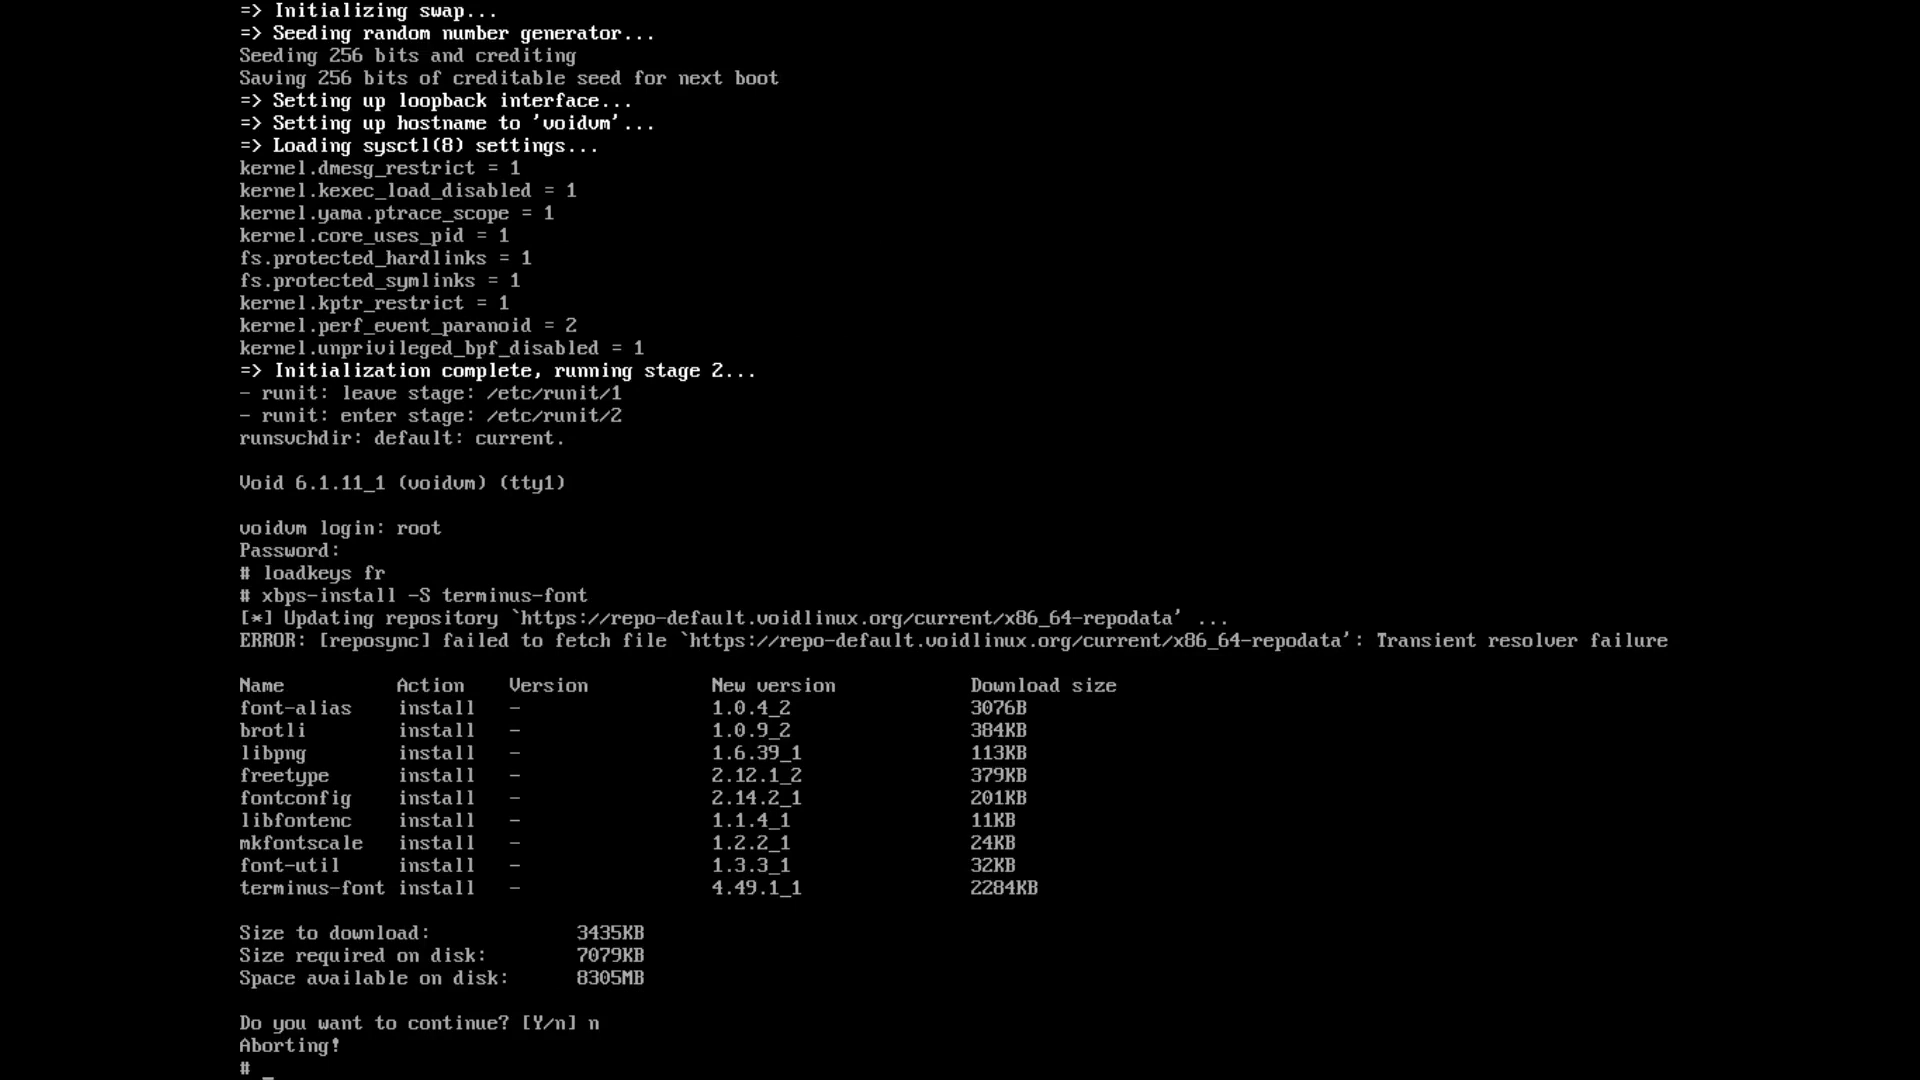 => Initializing swap...
=> Seeding random number generator...
Seeding 256 bits and crediting
Saving 256 bits of creditable seed for next boot
=> Setting up loopback interface...
=> Setting up hostname to 'voidvm'...
=> Loading sysctl(8) settings...
kernel.dmesg_restrict = 1
kernel.kexec_load_disabled = 1
kernel.yama.ptrace_scope = 1
kernel.core_uses_pid = 1
fs.protected_hardlinks = 1
fs.protected_symlinks = 1
kernel.kptr_restrict = 1
kernel.perf_event_paranoid = 2
kernel.unprivileged_bpf_disabled = 1
=> Initialization complete, running stage 2...
- runit: leave stage: /etc/runit/1
- runit: enter stage: /etc/runit/2
runsvchdir: default: current.
Void 6.1.11_1 (voidvm) (tty1)
voidvm login: root
Password:
# loadkeys fr
# xbps-install -S terminus-font
[*] Updating repository `https://repo-default.voidlinux.org/current/x86_64-repodata' ...
ERROR: [reposync] failed to fetch file `https://repo-default.voidlinux.org/current/x86_64-repodata': Transient resolver failure
Name Action Version New version Download size
font-alias install - 1.0.4_2 3076B
brotli install - 1.0.9_2 384KB
libpng install - 1.6.39_1 113KB
freetype install - 2.12.1_2 379KB
fontconfig install - 2.14.2_1 201KB
libfontenc install - 1.1.4_1 11KB
mkfontscale install - 1.2.2_1 24KB
font-util install - 1.3.3_1 32KB
terminus-font install - 4.49.1_1 2284KB
Size to download: 3435KB
Size required on disk: 7079KB
Space available on disk: 8305MB
Do you want to continue? [Y/n] n
Aborting!
# _